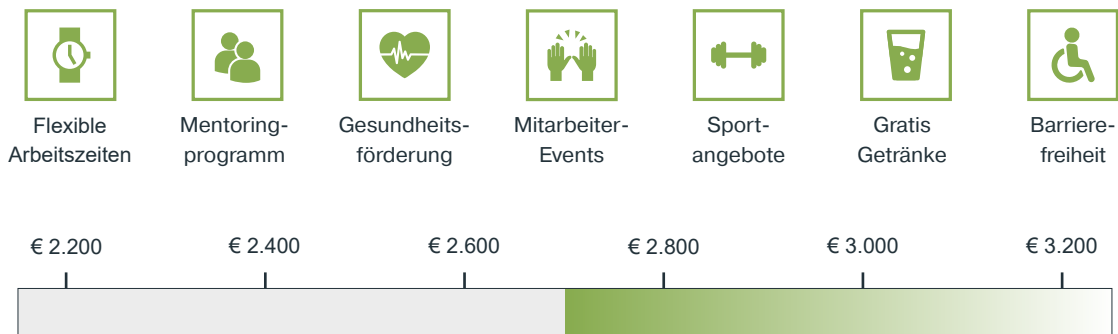 Flexible
Arbeitszeiten
Mentoring-
programm
Gesundheits-
förderung
Mitarbeiter-
Events
Sport-
angebote
Gratis
Getränke
Barriere-
freiheit
€ 2.200
€ 2.400
€ 2.600
€ 2.800
€ 3.000
€ 3.200